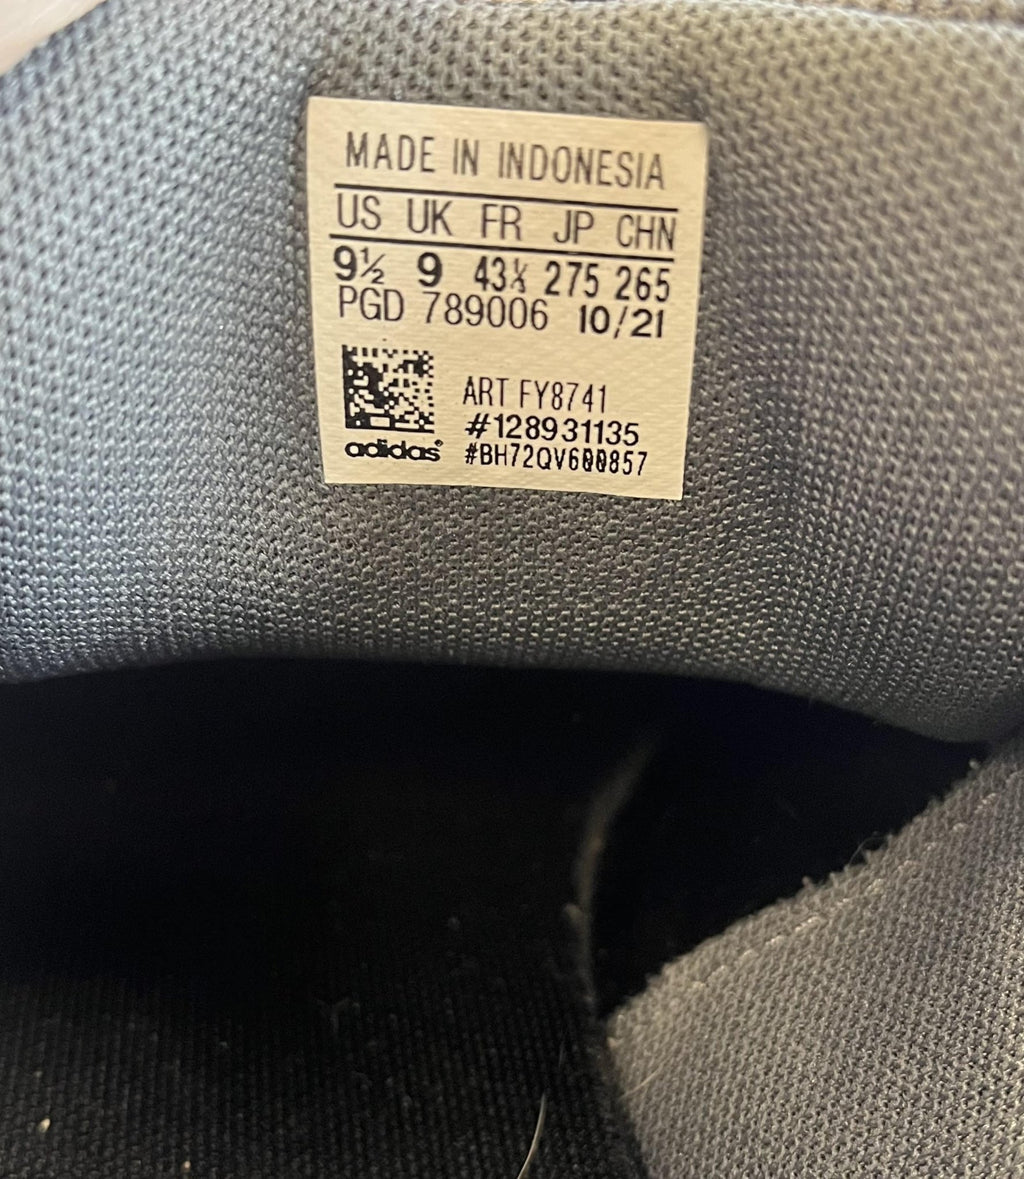 MADE IN INDONESIA
US UK FR JP CHN
9½ 9 43⅓ 275 265
PGD 789006 10/21
ART FY8741
#128931135
adidas® #BH72QV600857